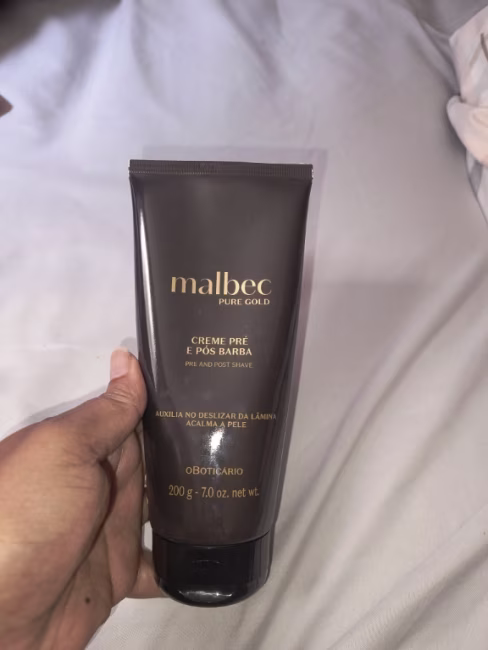 malbec
PURE GOLD
CREME PRÉ
E PÓS BARBA
PRE AND POST SHAVE
AUXILIA NO DESLIZAR DA LÂMINA
ACALMA A PELE
oBOTICÁRIO
200 g - 7.0 oz. net wt.